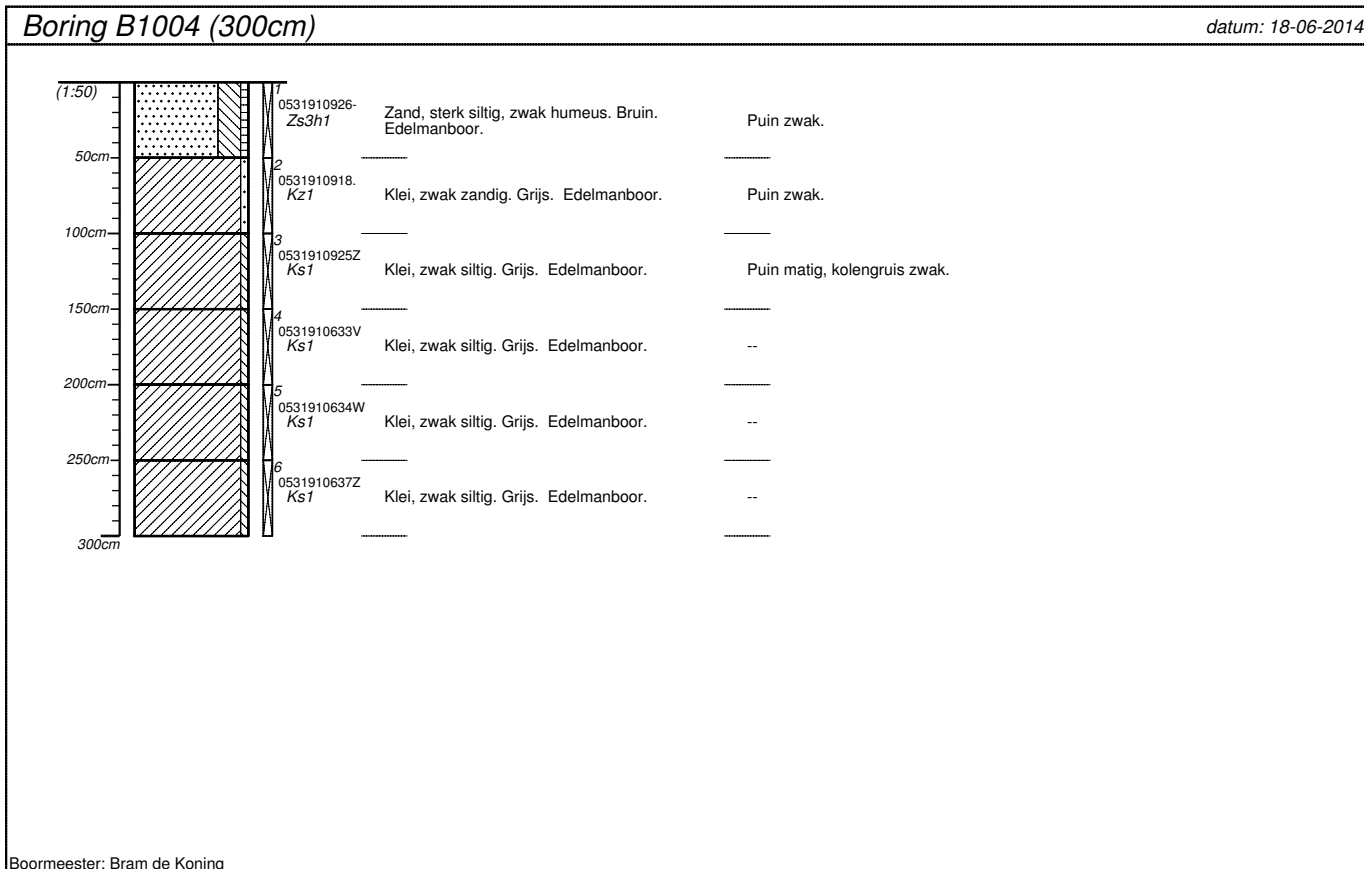 Boring B1004 (300cm)
datum: 18-06-2014
(1:50)
1
0531910926-
Zs3h1
Zand, sterk siltig, zwak humeus. Bruin.
Edelmanboor.
Puin zwak.
50cm
2
0531910918.
Kz1
Klei, zwak zandig. Grijs. Edelmanboor.
Puin zwak.
100cm
3
0531910925Z
Ks1
Klei, zwak siltig. Grijs. Edelmanboor.
Puin matig, kolengruis zwak.
150cm
4
0531910633V
Ks1
Klei, zwak siltig. Grijs. Edelmanboor.
--
200cm
5
0531910634W
Ks1
Klei, zwak siltig. Grijs. Edelmanboor.
--
250cm
6
0531910637Z
Ks1
Klei, zwak siltig. Grijs. Edelmanboor.
--
300cm
Boormeester: Bram de Koning